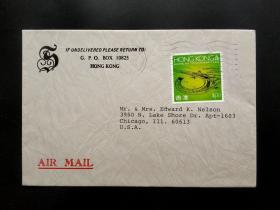 IF UNDELIVERED PLEASE RETURN TO:
G. P. O. BOX 10825
HONG KONG
HONG KONG
香港
Mr. & Mrs. Edward K. Nelson
3950 N. Lake Shore Dr. Apt-1603
Chicago, Ill. 60613
U.S.A.
AIR MAIL